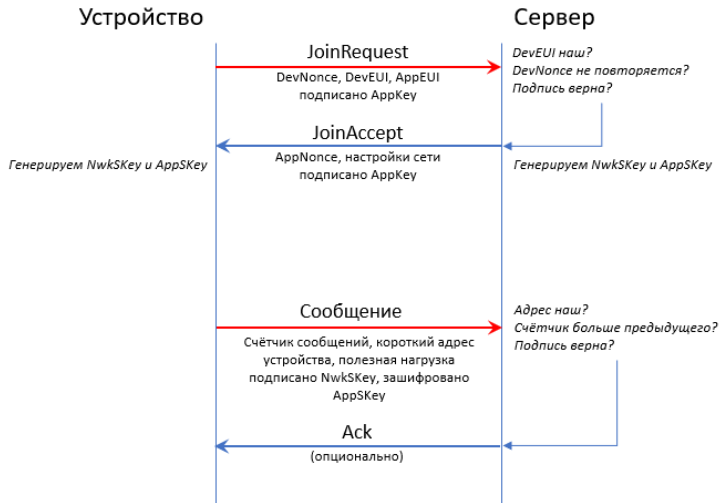 Устройство
Сервер
JoinRequest
DevNonce, DevEUI, AppEUI
подписано AppKey
DevEUI наш?
DevNonce не повторяется?
Подпись верна?
JoinAccept
AppNonce, настройки сети
подписано AppKey
Генерируем NwkSKey и AppSKey
Генерируем NwkSKey и AppSKey
Сообщение
Счётчик сообщений, короткий адрес
устройства, полезная нагрузка
подписано NwkSKey, зашифровано
AppSKey
Адрес наш?
Счётчик больше предыдущего?
Подпись верна?
Ack
(опционально)